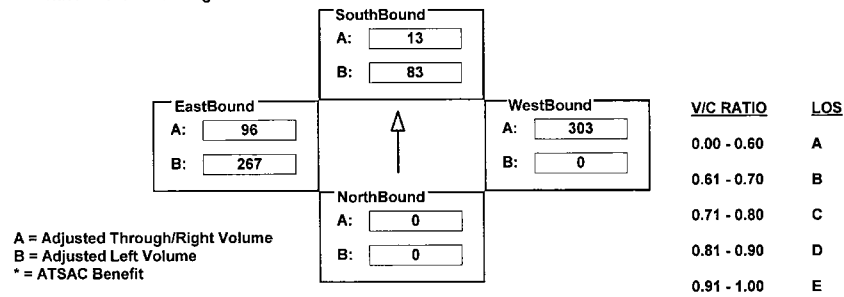 SouthBound
A: 13
B: 83
EastBound
A: 96
B: 267
WestBound
A: 303
B: 0
NorthBound
A: 0
B: 0
A = Adjusted Through/Right Volume
B = Adjusted Left Volume
* = ATSAC Benefit
V/C RATIO LOS
0.00 - 0.60 A
0.61 - 0.70 B
0.71 - 0.80 C
0.81 - 0.90 D
0.91 - 1.00 E